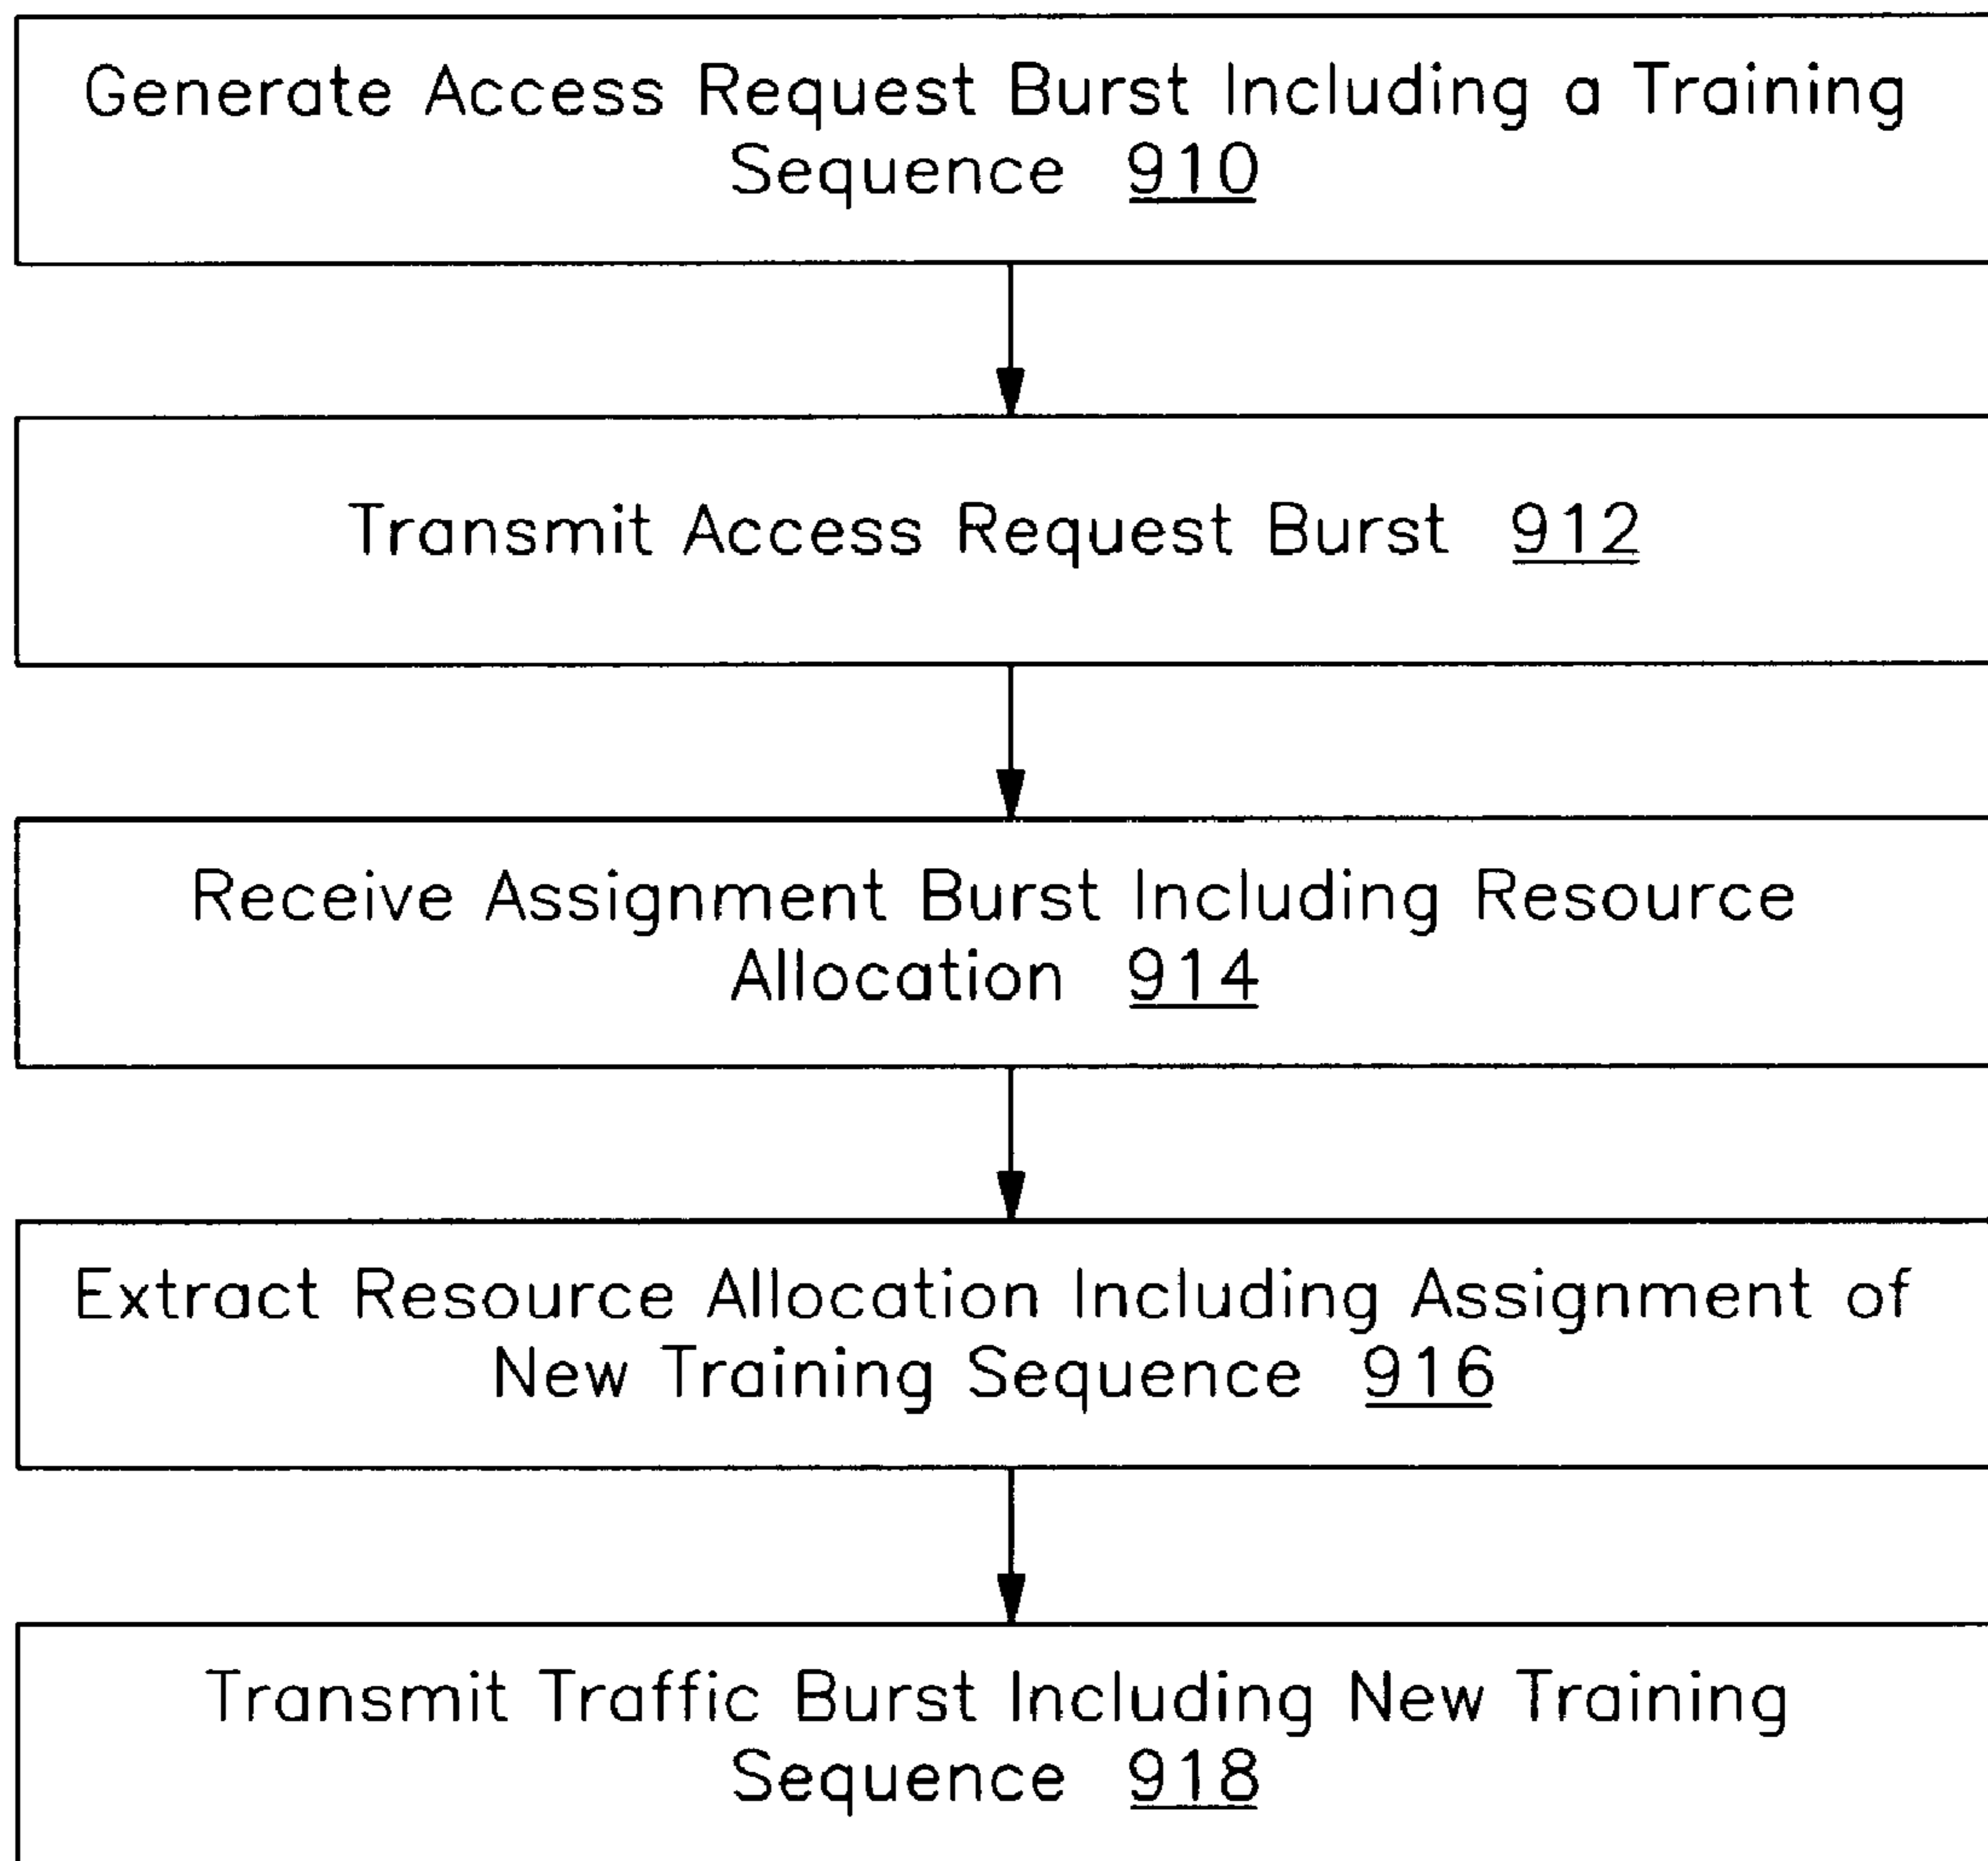 Generate Access Request Burst Including a Training
Sequence 910
Transmit Access Request Burst 912
Receive Assignment Burst Including Resource
Allocation 914
Extract Resource Allocation Including Assignment of
New Training Sequence 916
Transmit Traffic Burst Including New Training
Sequence 918